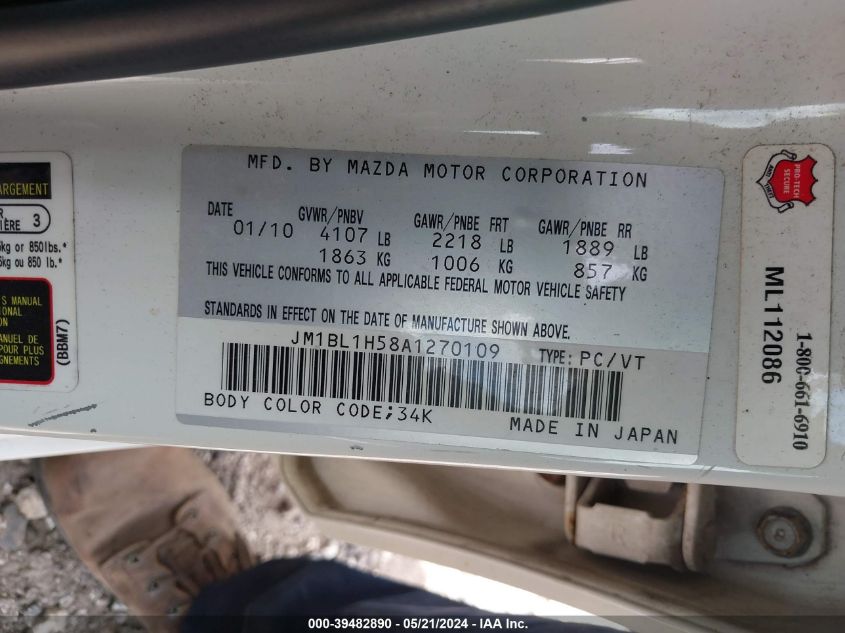 MFD. BY MAZDA MOTOR CORPORATION
DATE GVWR/PNBV GAWR/PNBE FRT GAWR/PNBE RR
01/10 4107 LB 2218 LB 1889 LB
1863 KG 1006 KG 857 KG
THIS VEHICLE CONFORMS TO ALL APPLICABLE FEDERAL MOTOR VEHICLE SAFETY
STANDARDS IN EFFECT ON THE DATE OF MANUFACTURE SHOWN ABOVE.
JM1BL1H58A1270109 TYPE: PC/VT
BODY COLOR CODE;34K
MADE IN JAPAN
ARGEMENT
3
kg or 850lbs.*
kg ou 850 lb.*
S MANUAL
IONAL
ANUEL DE
POUR PLUS
GNEMENTS
(BBM7)
PRO-TECH
SECURE
ML112086
1-800-661-6910
000-39482890 - 05/21/2024 - IAA Inc.